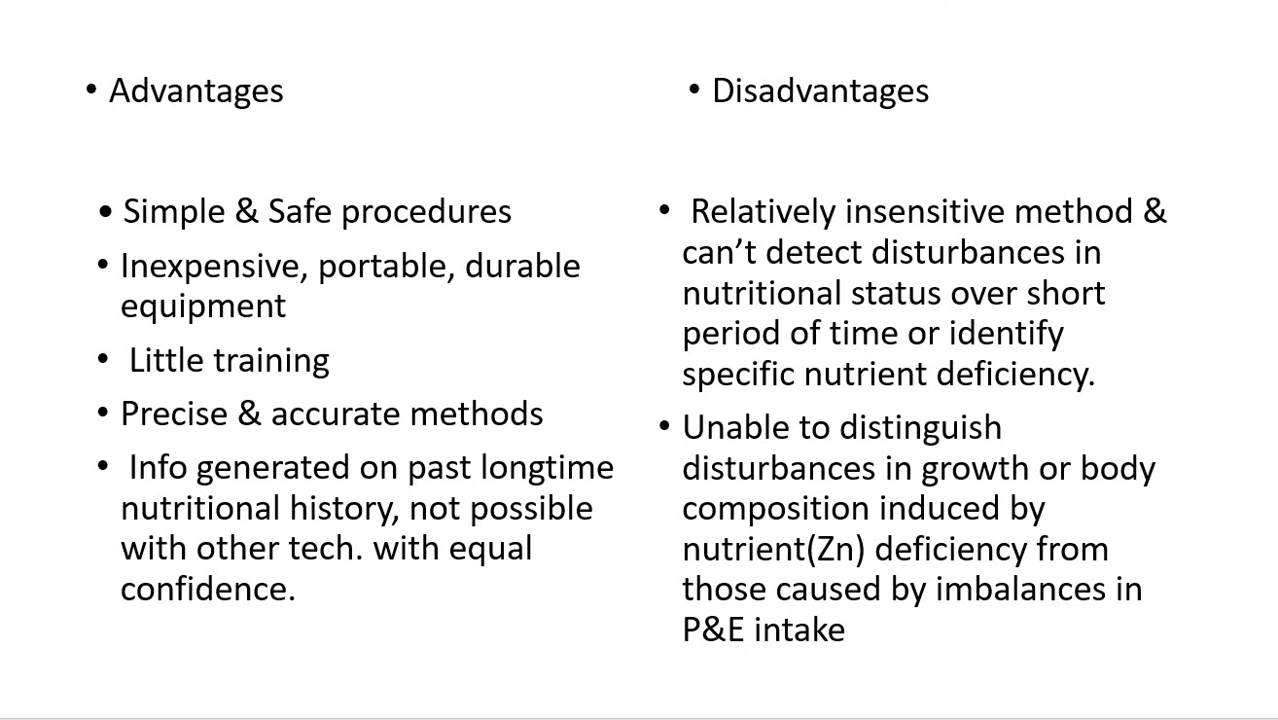 • Advantages
• Simple & Safe procedures
• Inexpensive, portable, durable
equipment
• Little training
• Precise & accurate methods
• Info generated on past longtime
nutritional history, not possible
with other tech. with equal
confidence.
• Disadvantages
• Relatively insensitive method &
can’t detect disturbances in
nutritional status over short
period of time or identify
specific nutrient deficiency.
• Unable to distinguish
disturbances in growth or body
composition induced by
nutrient(Zn) deficiency from
those caused by imbalances in
P&E intake